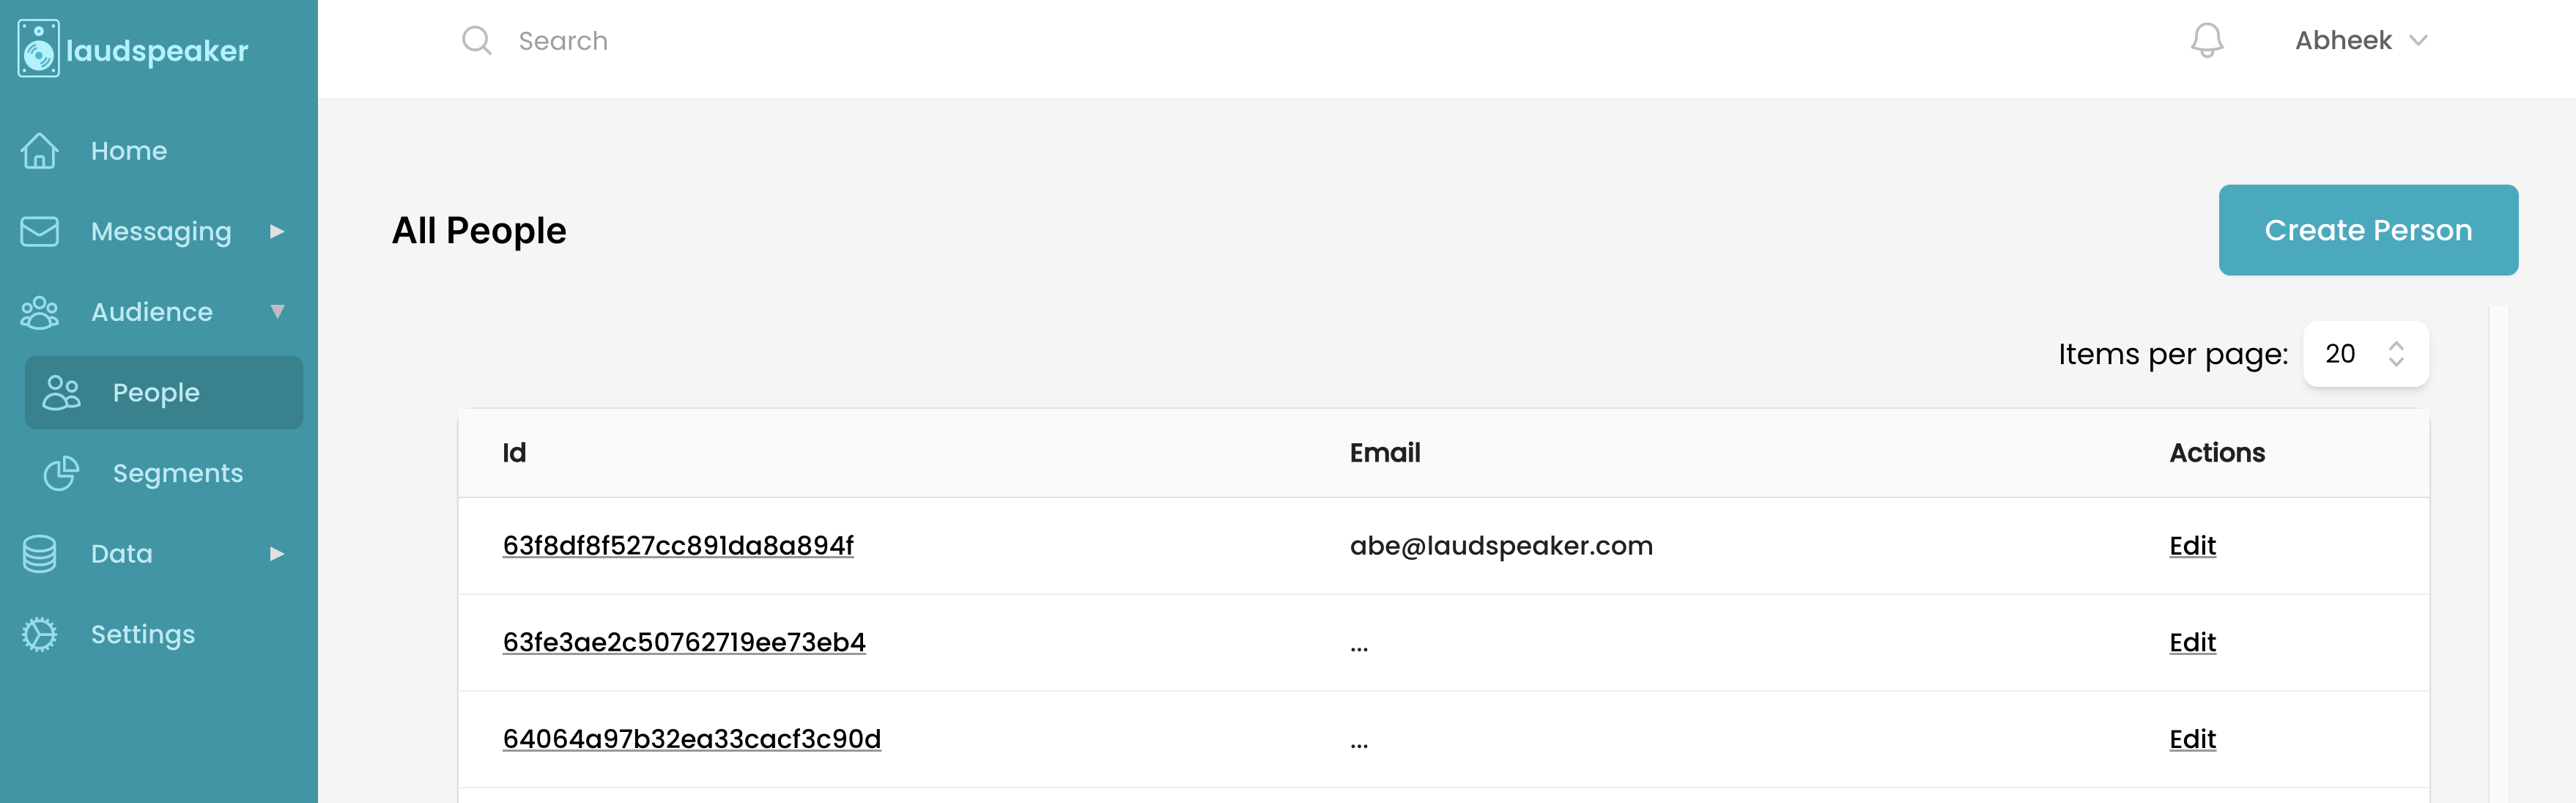 laudspeaker
Home
Messaging
Audience
People
Segments
Data
Settings
Search
Abheek
All People
Create Person
Items per page: 20
Id Email Actions
63f8df8f527cc891da8a894f abe@laudspeaker.com Edit
63fe3ae2c50762719ee73eb4 ... Edit
64064a97b32ea33cacf3c90d ... Edit